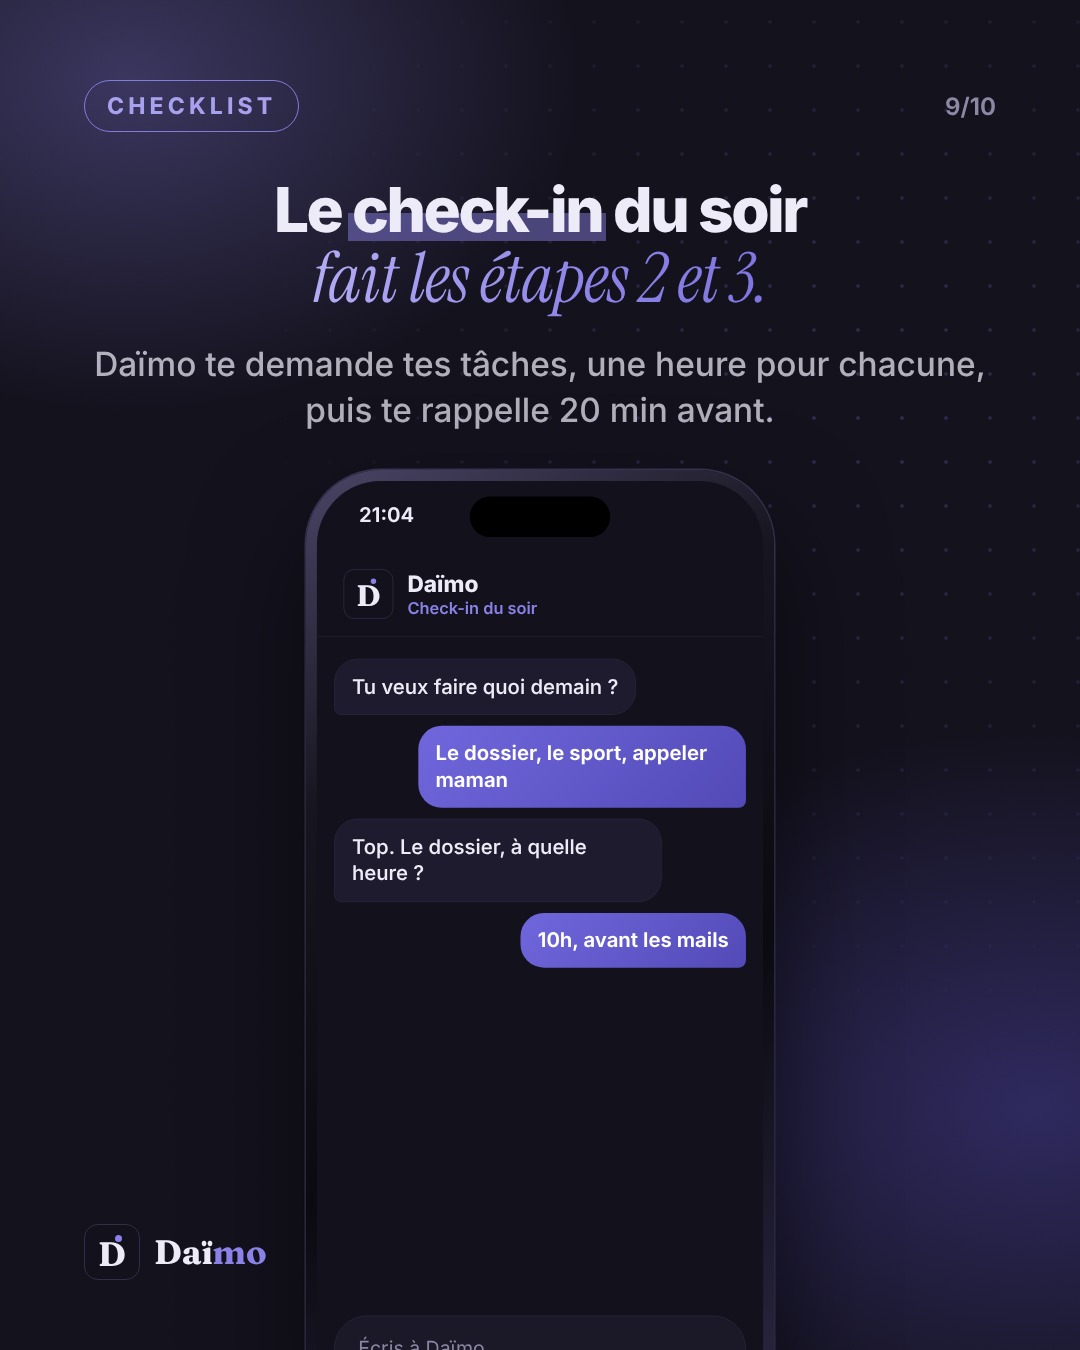 CHECKLIST
9/10
Le check-in du soir
fait les étapes 2 et 3.
Daïmo te demande tes tâches, une heure pour chacune,
puis te rappelle 20 min avant.
21:04
D
Daïmo
Check-in du soir
Tu veux faire quoi demain ?
Le dossier, le sport, appeler
maman
Top. Le dossier, à quelle
heure ?
10h, avant les mails
D
Daïmo
Écris à Daïmo